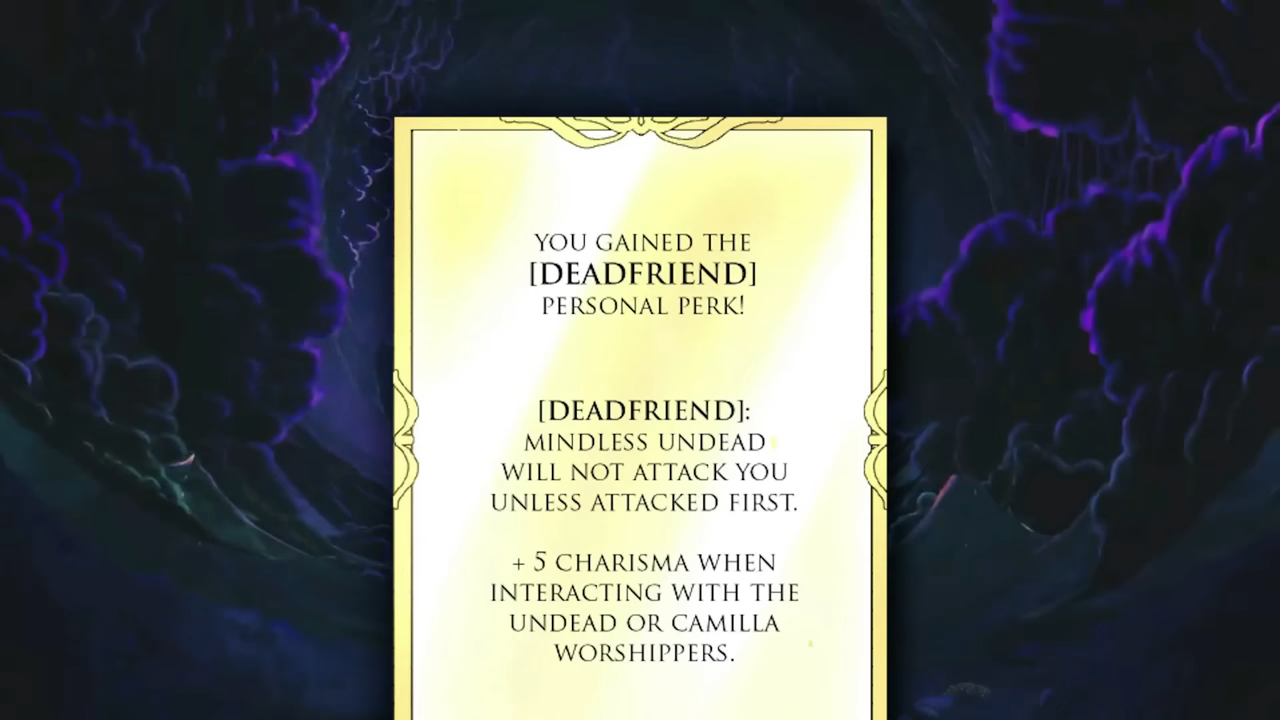 YOU GAINED THE
[DEADFRIEND]
PERSONAL PERK!
[DEADFRIEND]:
MINDLESS UNDEAD
WILL NOT ATTACK YOU
UNLESS ATTACKED FIRST.
+ 5 CHARISMA WHEN
INTERACTING WITH THE
UNDEAD OR CAMILLA
WORSHIPPERS.